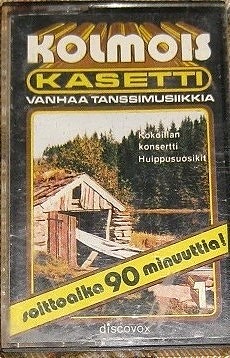 KOLMOIS
KASETTI
VANHAA TANSSIMUSIIKKIA
Kokoillan
konsertti
Huippusuosikit
soittoaika 90 minuuttia!
1
discovox